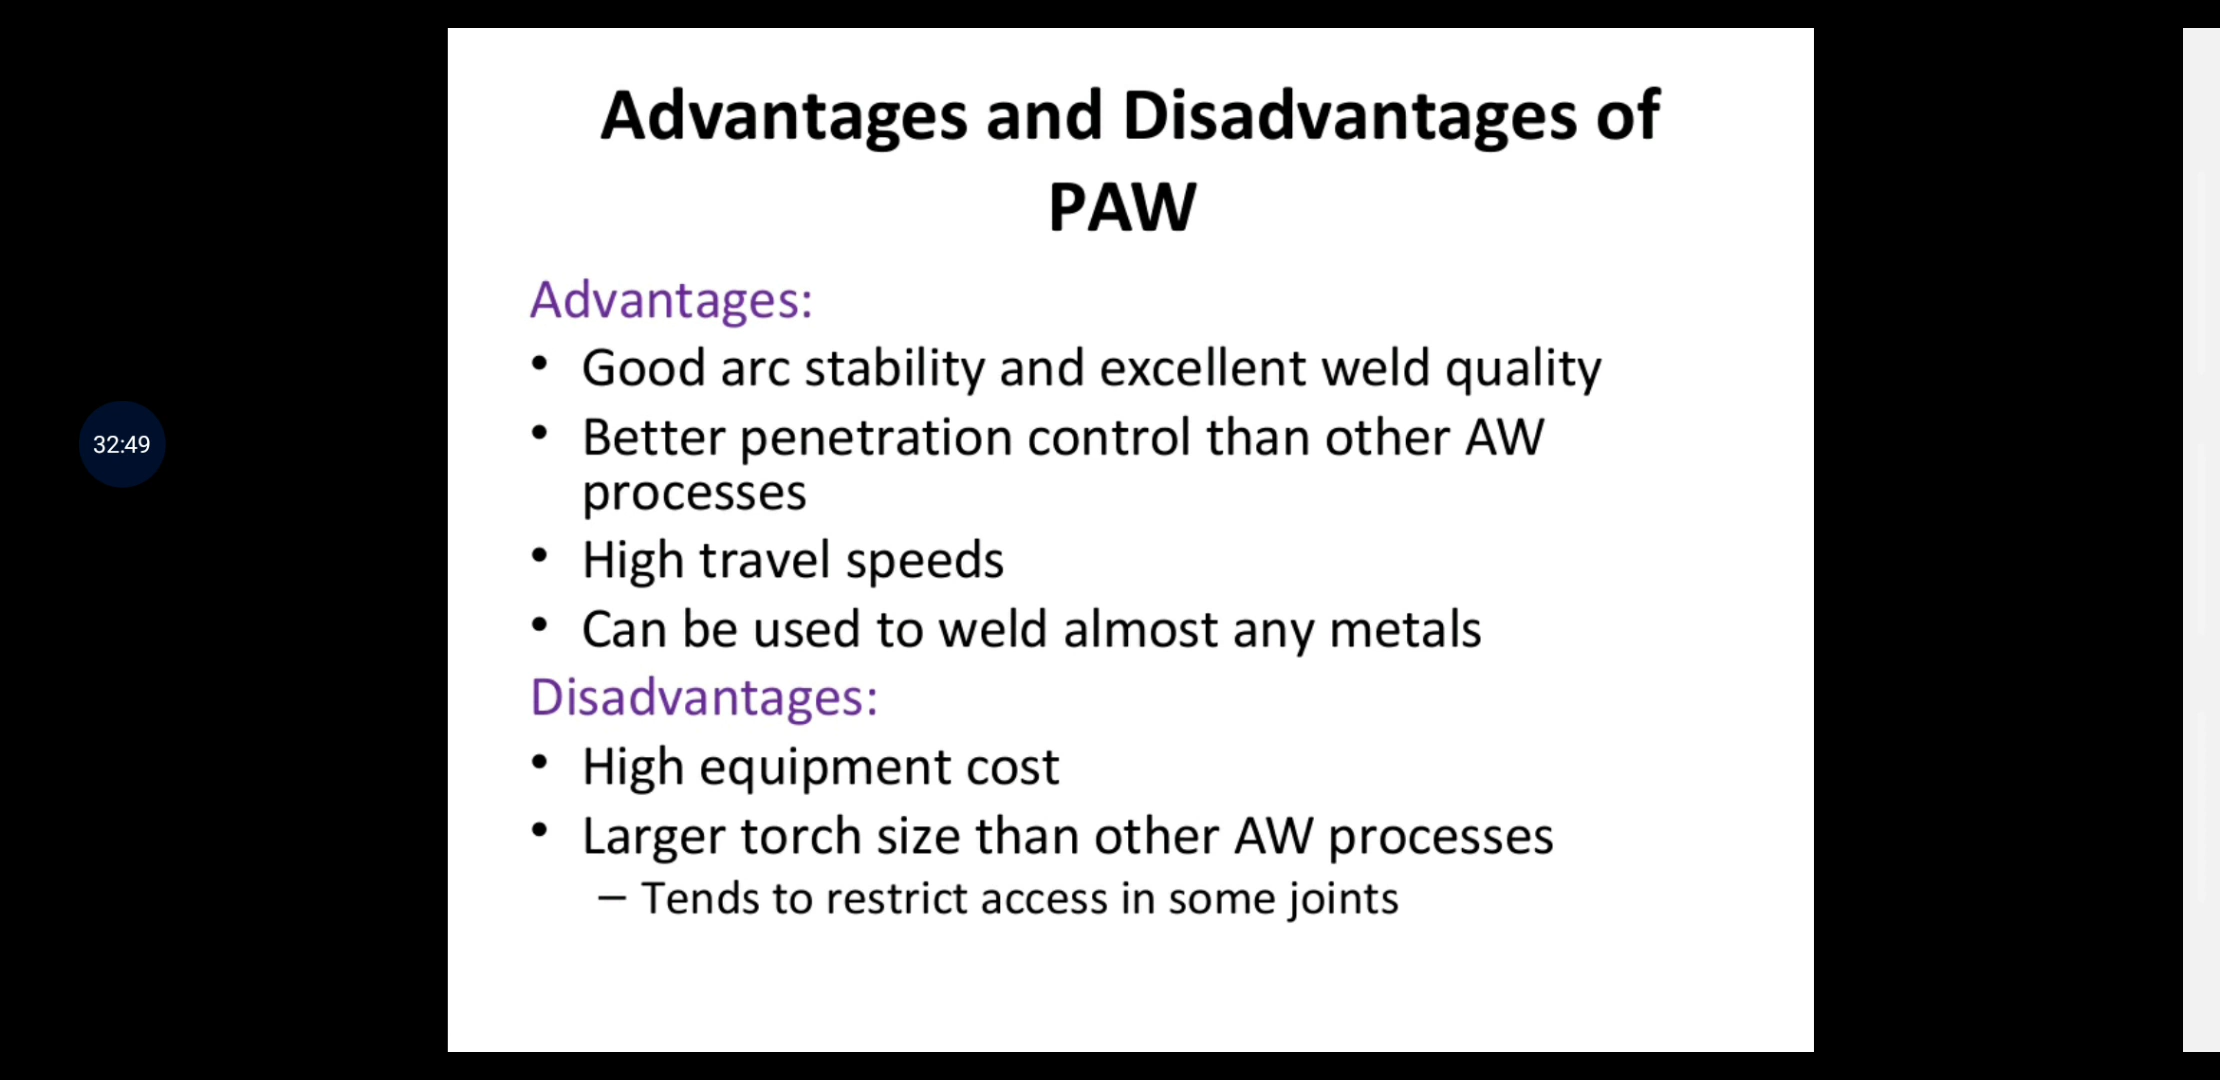 Advantages and Disadvantages of
PAW
Advantages:
• Good arc stability and excellent weld quality
• Better penetration control than other AW
processes
• High travel speeds
• Can be used to weld almost any metals
Disadvantages:
• High equipment cost
• Larger torch size than other AW processes
– Tends to restrict access in some joints
32:49